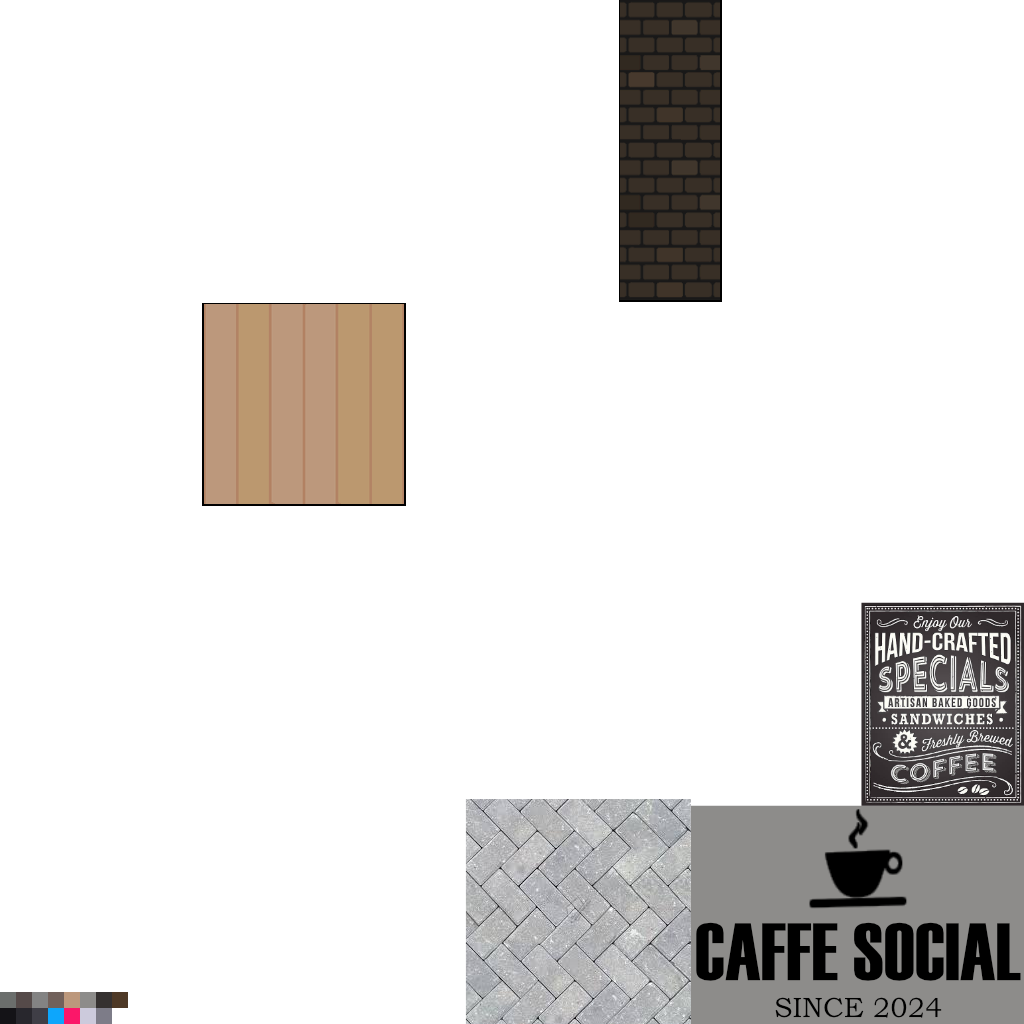 Enjoy Our
HAND-CRAFTED
SPECIALS
ARTISAN BAKED GOODS
• SANDWICHES •
& Freshly Brewed
COFFEE
CAFFE SOCIAL
SINCE 2024